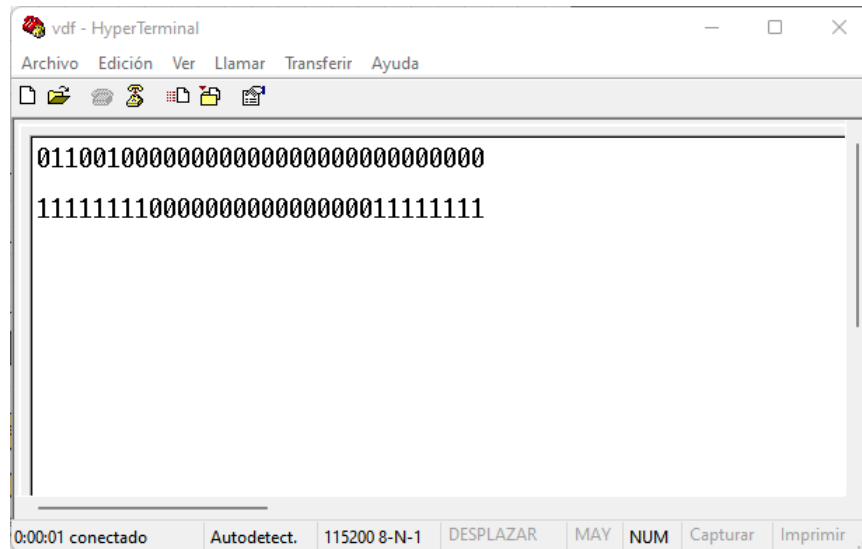 vdf - HyperTerminal
Archivo Edición Ver Llamar Transferir Ayuda
01100100000000000000000000000000
11111111000000000000000011111111
0:00:01 conectado Autodetect. 115200 8-N-1 DESPLAZAR MAY NUM Capturar Imprimir